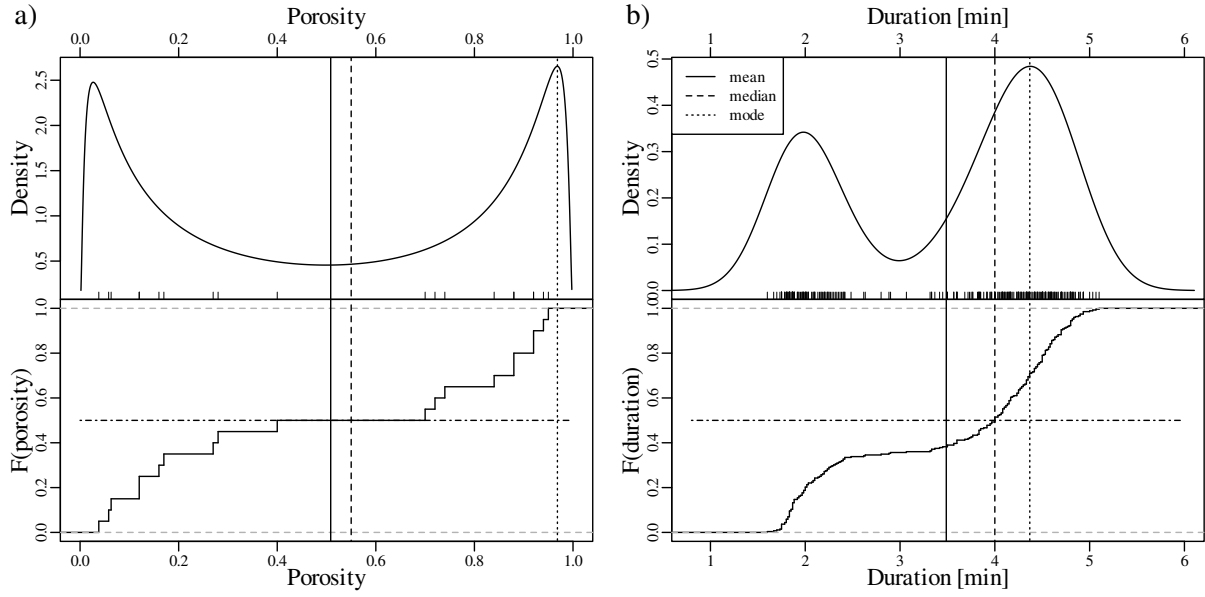 a)
Porosity
0.0 0.2 0.4 0.6 0.8 1.0
Density
0.5 1.0 1.5 2.0 2.5
F(porosity)
0.0 0.2 0.4 0.6 0.8 1.0
0.0 0.2 0.4 0.6 0.8 1.0
Porosity
b)
Duration [min]
1 2 3 4 5 6
mean
median
mode
Density
0.0 0.1 0.2 0.3 0.4 0.5
F(duration)
0.0 0.2 0.4 0.6 0.8
1 2 3 4 5 6
Duration [min]